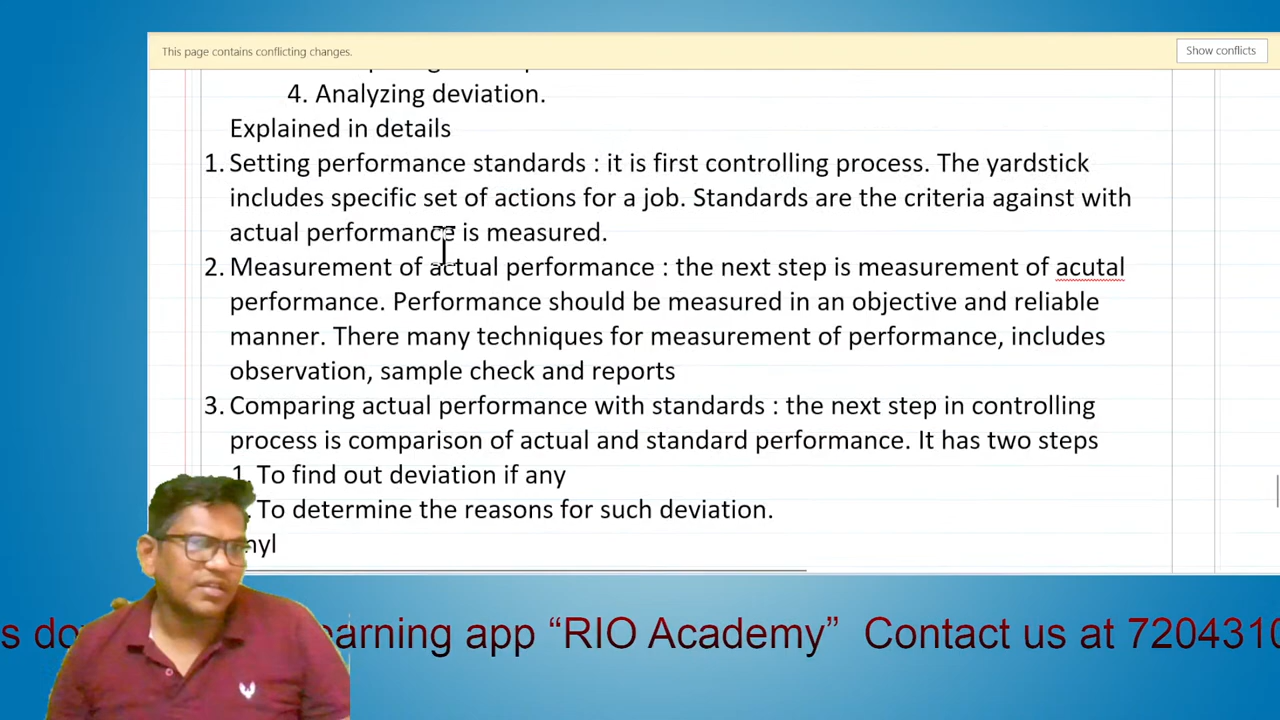 This page contains conflicting changes.
Show conflicts
4. Analyzing deviation.
Explained in details
1. Setting performance standards : it is first controlling process. The yardstick
includes specific set of actions for a job. Standards are the criteria against with
actual performance is measured.
2. Measurement of actual performance : the next step is measurement of acutal
performance. Performance should be measured in an objective and reliable
manner. There many techniques for measurement of performance, includes
observation, sample check and reports
3. Comparing actual performance with standards : the next step in controlling
process is comparison of actual and standard performance. It has two steps
1. To find out deviation if any
To determine the reasons for such deviation.
app “RIO Academy” Contact us at